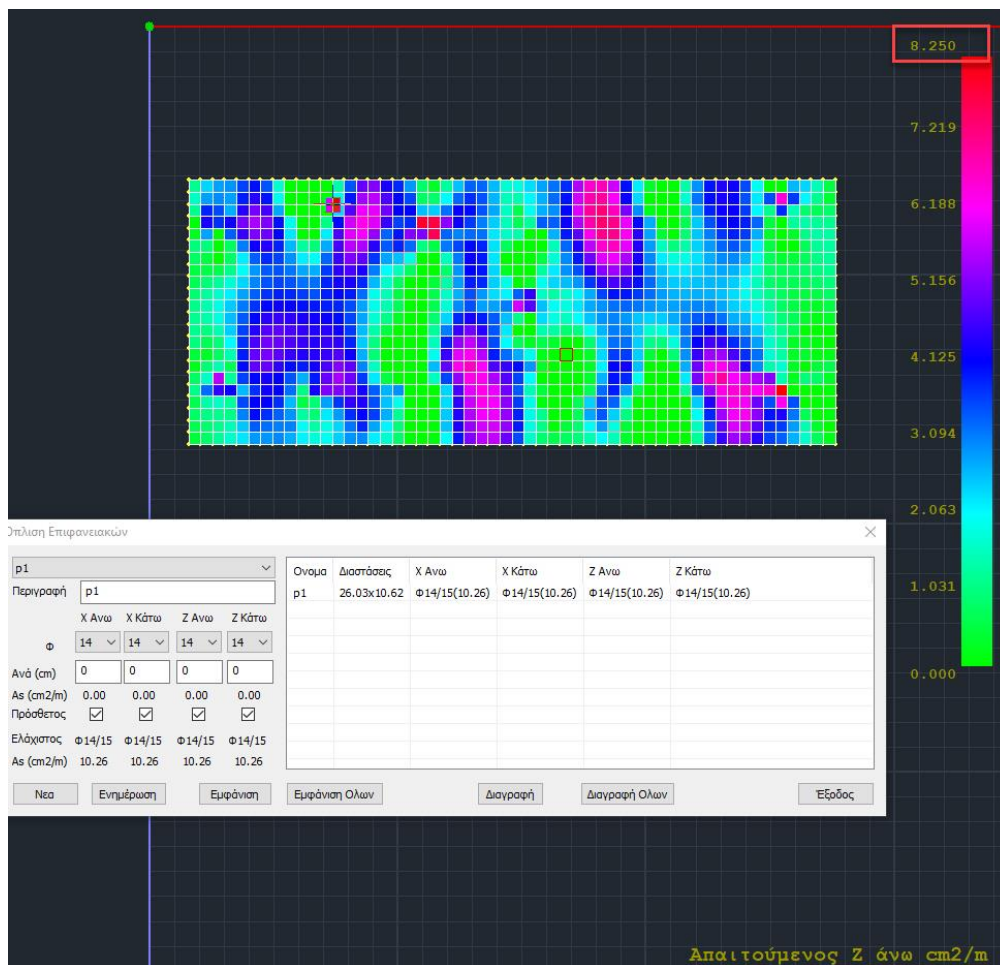 8.250
7.219
6.188
5.156
4.125
3.094
2.063
1.031
0.000
Όπλιση Επιφανειακών
p1
Περιγραφή p1
X Ανω X Κάτω Z Ανω Z Κάτω
Φ 14 14 14 14
Ανά (cm) 0 0 0 0
As (cm2/m) 0.00 0.00 0.00 0.00
Πρόσθετος
Ελάχιστος Φ14/15 Φ14/15 Φ14/15 Φ14/15
As (cm2/m) 10.26 10.26 10.26 10.26
Ονομα Διαστάσεις X Ανω X Κάτω Z Ανω Z Κάτω
p1 26.03x10.62 Φ14/15(10.26) Φ14/15(10.26) Φ14/15(10.26) Φ14/15(10.26)
Νεα Ενημέρωση Εμφάνιση Εμφάνιση Ολων Διαγραφή Διαγραφή Ολων Έξοδος
Απαιτούμενος Z άνω cm2/m